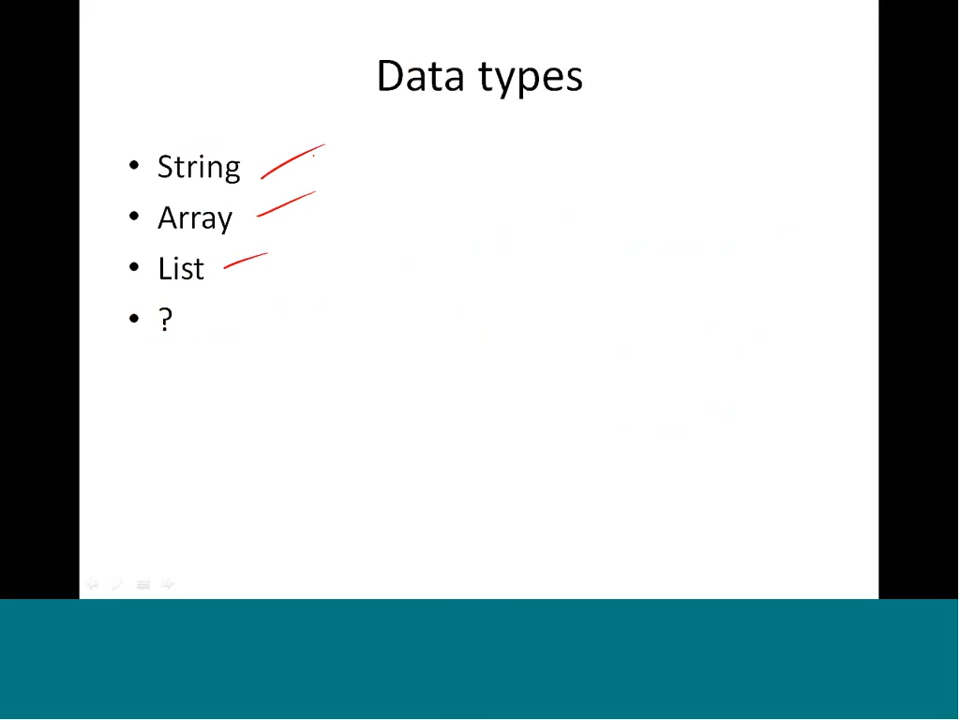 Data types
• String
• Array
• List
• ?